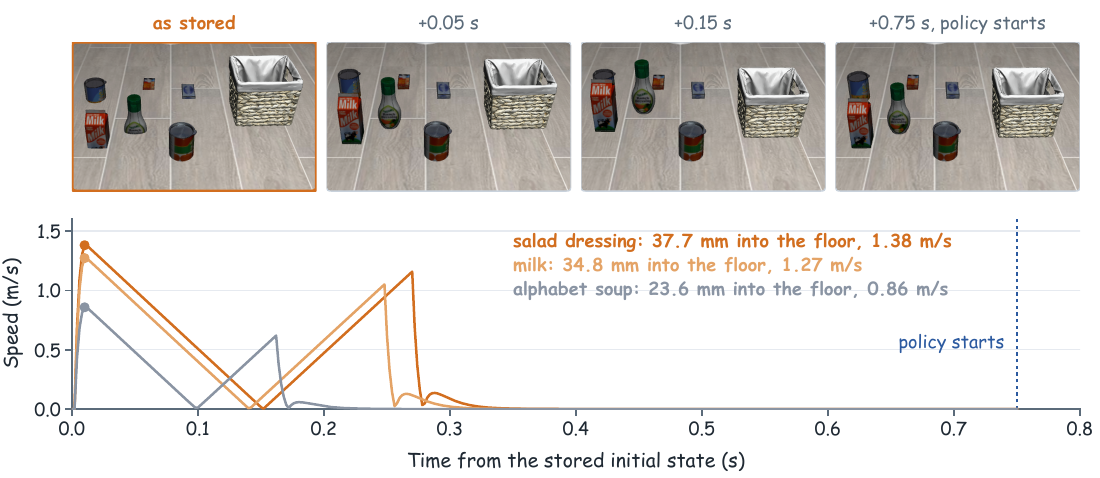 as stored
+0.05 s
+0.15 s
+0.75 s, policy starts
Milk
Milk
Milk
Milk
1.5
1.0
0.5
0.0
Speed (m/s)
salad dressing: 37.7 mm into the floor, 1.38 m/s
milk: 34.8 mm into the floor, 1.27 m/s
alphabet soup: 23.6 mm into the floor, 0.86 m/s
policy starts
0.0
0.1
0.2
0.3
0.4
0.5
0.6
0.7
0.8
Time from the stored initial state (s)